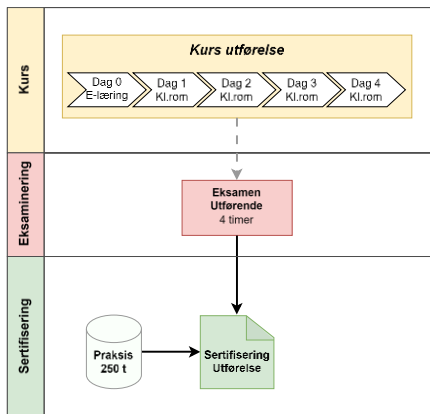 Kurs
Kurs utførelse
Dag 0
E-læring
Dag 1
Kl.rom
Dag 2
Kl.rom
Dag 3
Kl.rom
Dag 4
Kl.rom
Eksaminering
Eksamen
Utførende
4 timer
Sertifisering
Praksis
250 t
Sertifisering
Utførelse